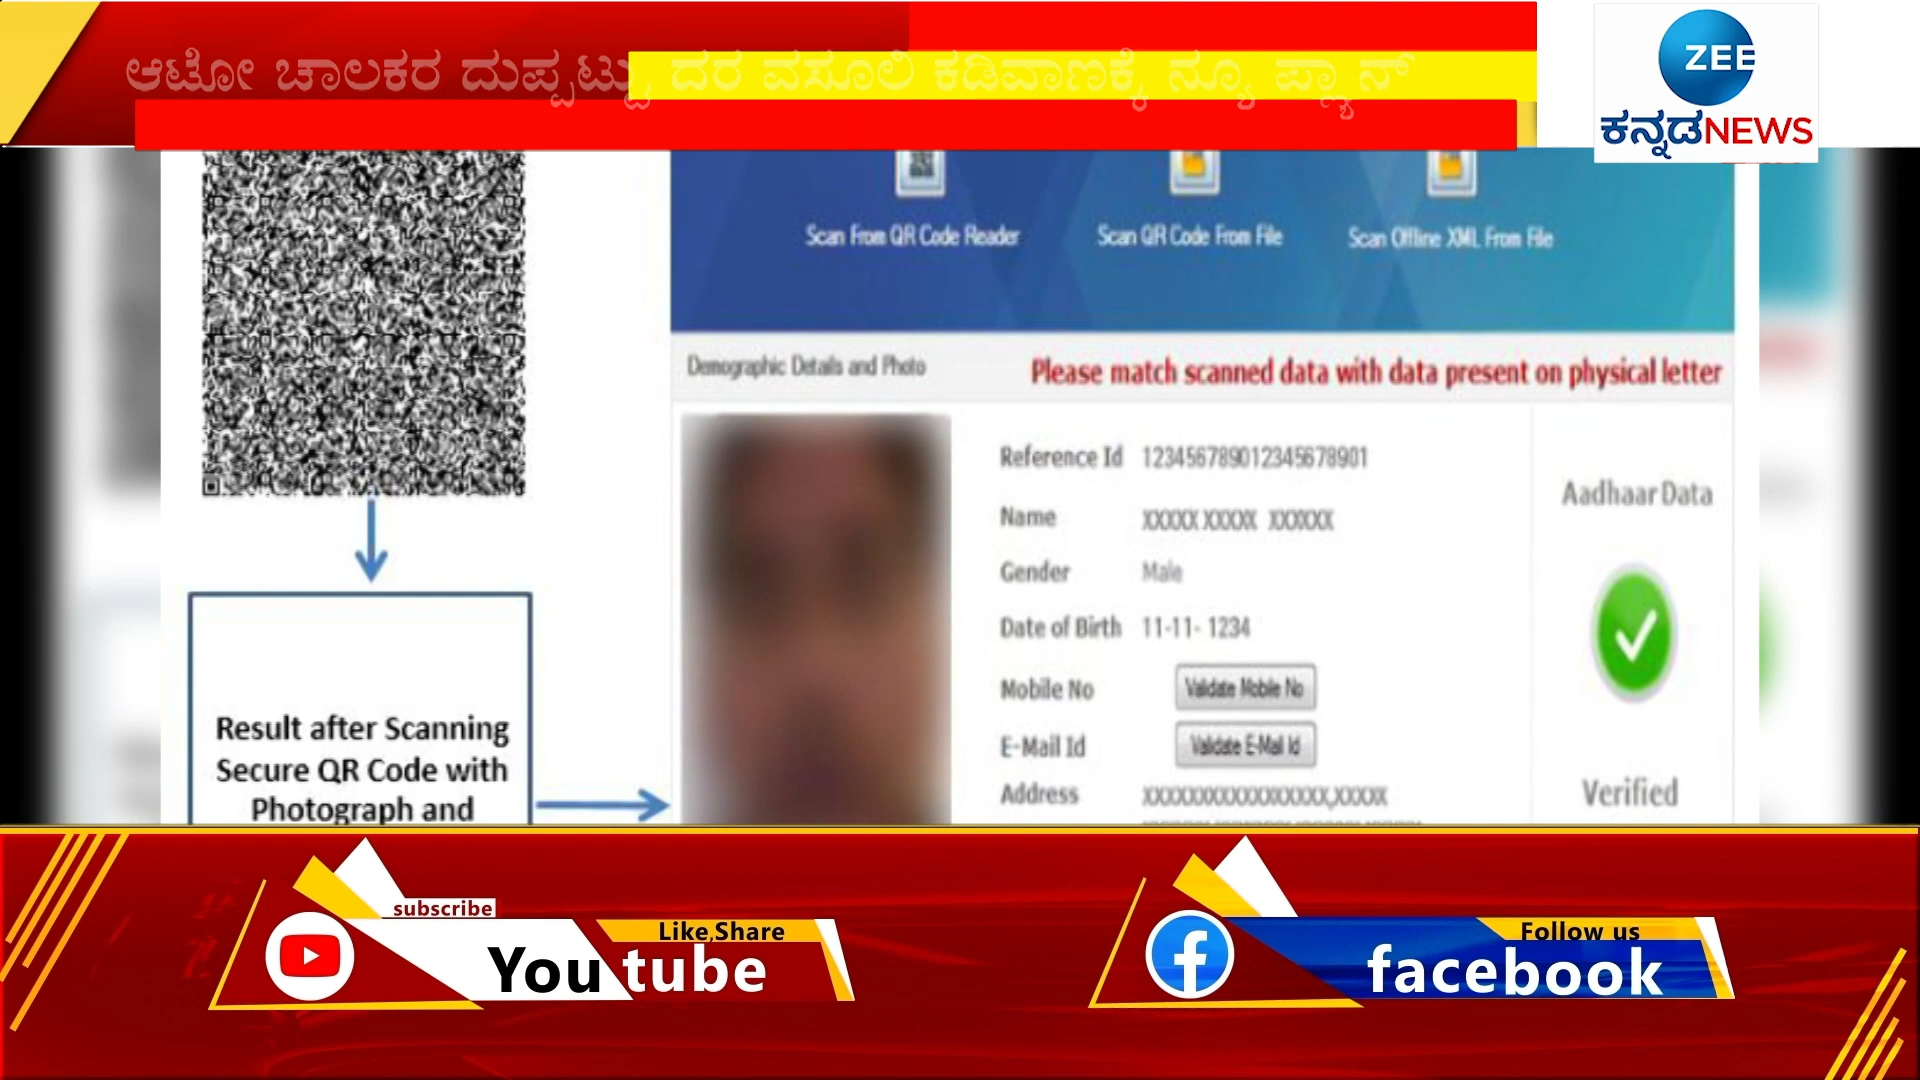 ಆಟೋ ಚಾಲಕರ ದುಪ್ಪಟ್ಟು ದರ ವಸೂಲಿ ಕಡಿವಾಣಕ್ಕೆ ನ್ಯೂ ಪ್ಲ್ಯಾನ್
ZEE
ಕನ್ನಡNEWS
Scan From QR Code Reader
Scan QR Code From File
Scan Offline XML From File
Demographic Details and Photo
Please match scanned data with data present on physical letter
Reference Id 123456789012345678901
Name XXXXX XXXX XXXXXX
Gender Male
Date of Birth 11-11- 1234
Mobile No Validate Mobile No
E-Mail Id Validate E-Mail Id
Address
Aadhaar Data
Verified
Result after Scanning
Secure QR Code with
Photograph and
subscribe
Like,Share
You tube
Follow us
facebook